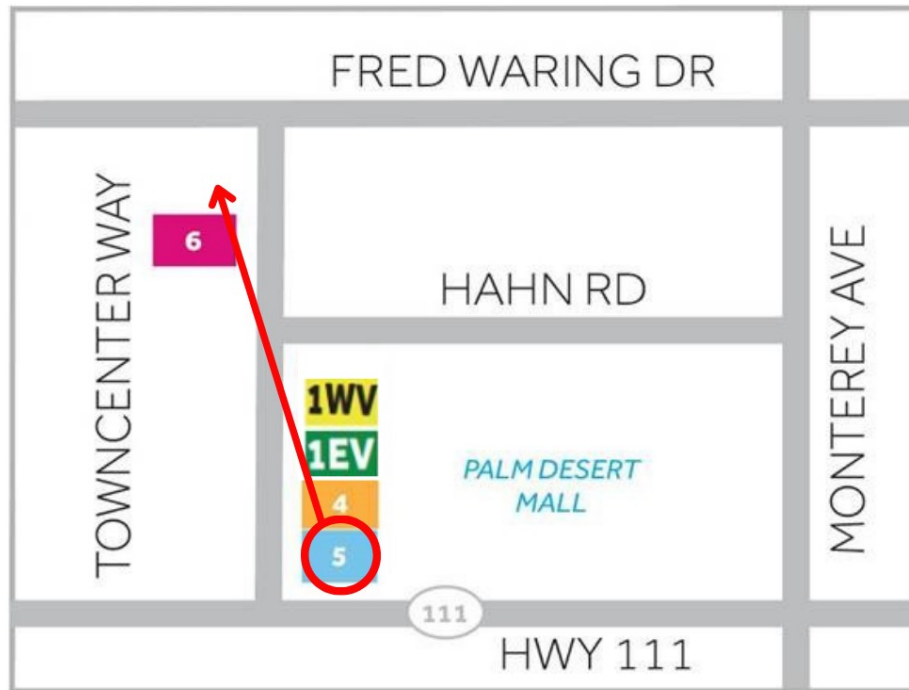 FRED WARING DR
TOWNCENTER WAY
6
HAHN RD
MONTEREY AVE
1WV
1EV
4
5
PALM DESERT
MALL
111
HWY 111